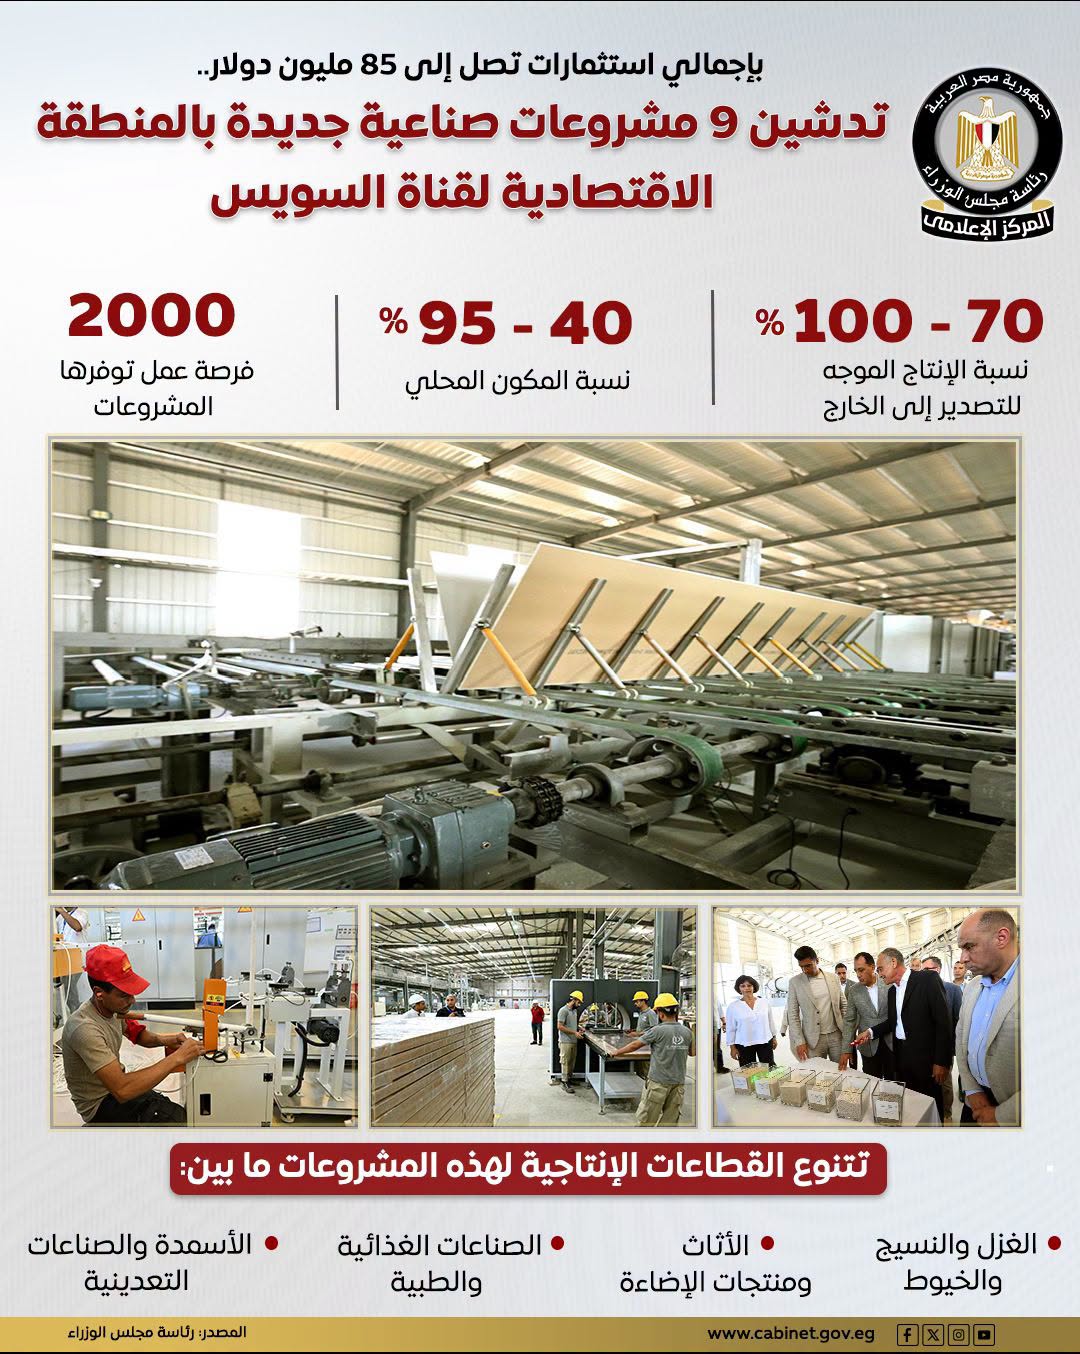 بإجمالي استثمارات تصل إلى 85 مليون دولار..
تدشين 9 مشروعات صناعية جديدة بالمنطقة
الاقتصادية لقناة السويس
جمهورية مصر العربية
رئاسة مجلس الوزراء
المركز الإعلامى
70 - 100 %
نسبة الإنتاج الموجه
للتصدير إلى الخارج
40 - 95 %
نسبة المكون المحلي
2000
فرصة عمل توفرها
المشروعات
تتنوع القطاعات الإنتاجية لهذه المشروعات ما بين:
• الغزل والنسيج
والخيوط
• الأثاث
ومنتجات الإضاءة
• الصناعات الغذائية
والطبية
• الأسمدة والصناعات
التعدينية
www.cabinet.gov.eg
المصدر: رئاسة مجلس الوزراء